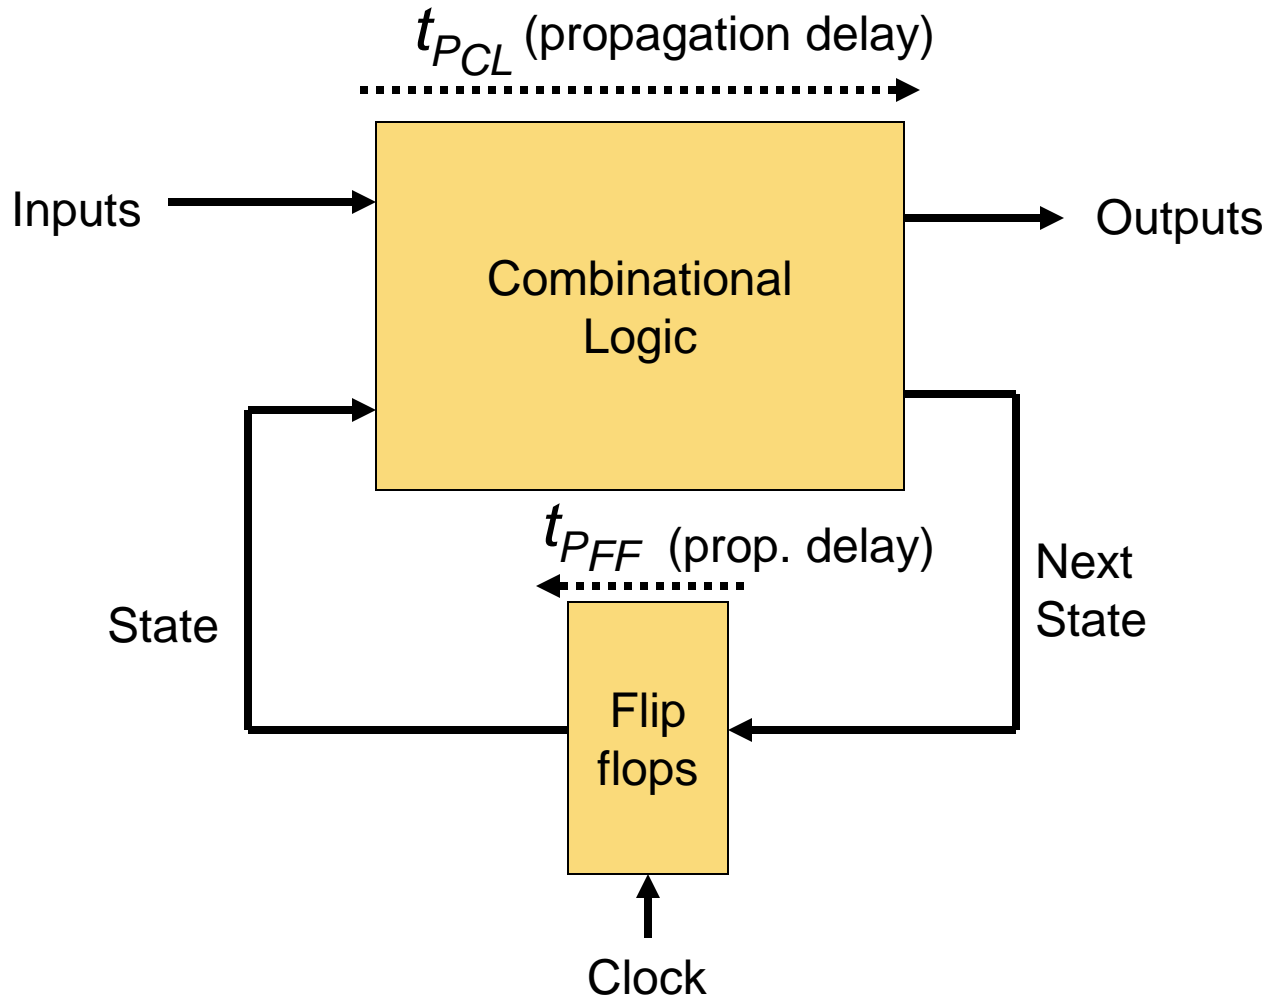 tPCL (propagation delay)
Inputs
Outputs
Combinational
Logic
tPFF (prop. delay)
Next
State
State
Flip
flops
Clock